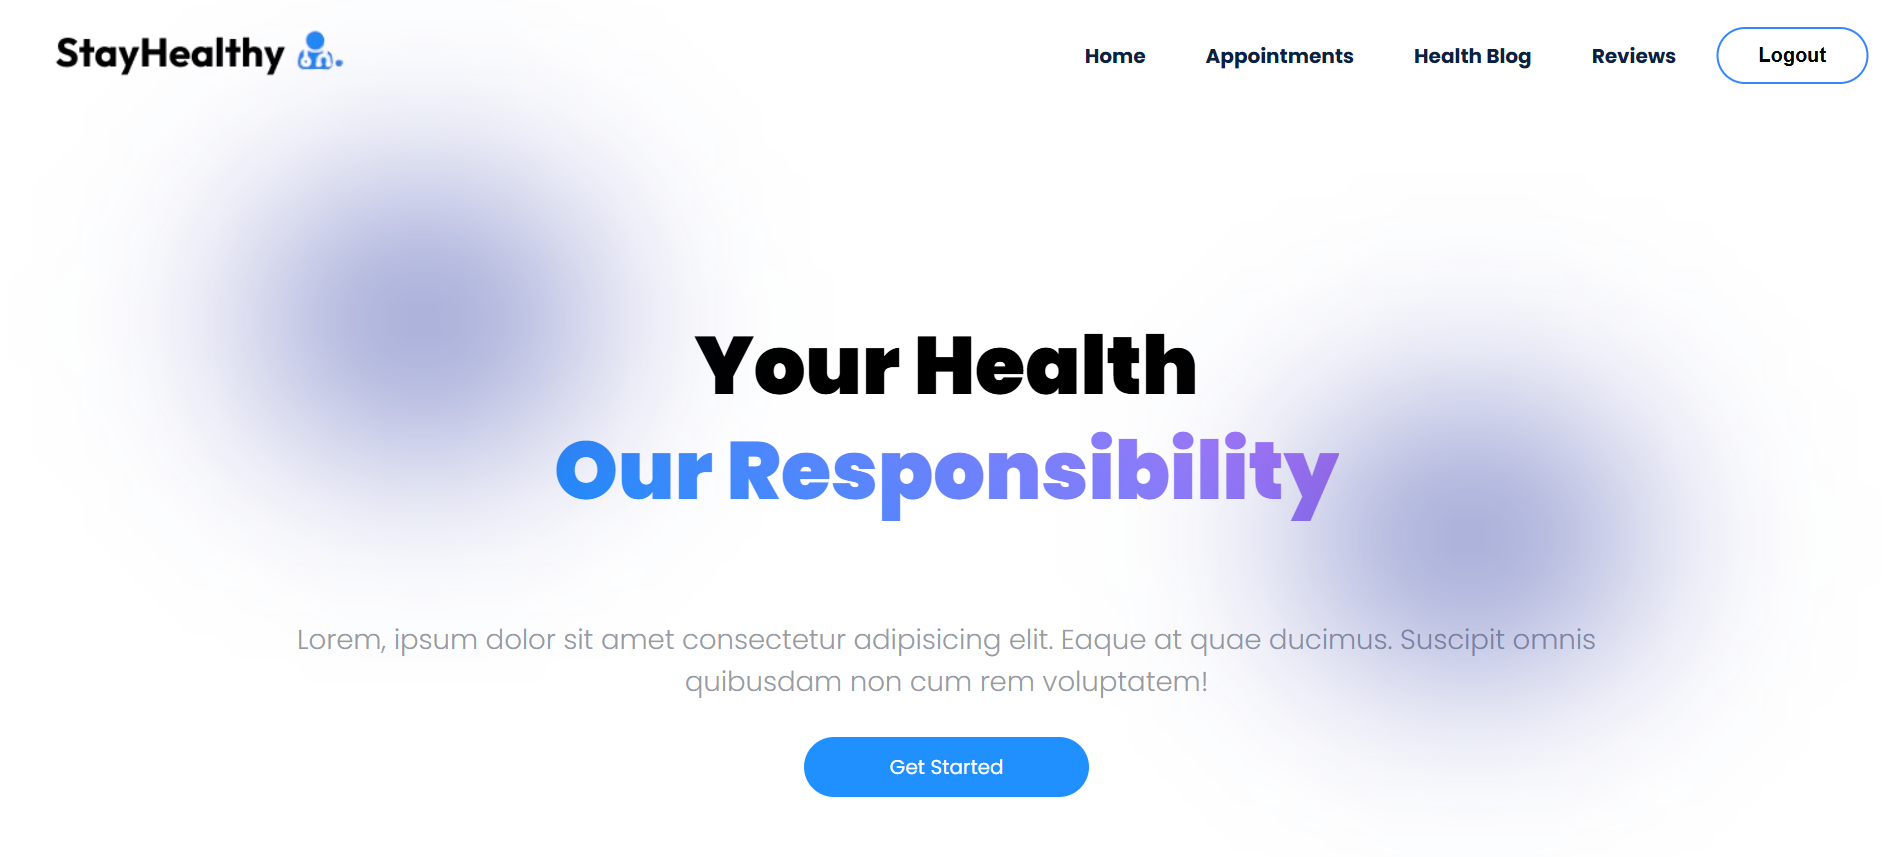 StayHealthy
Home Appointments Health Blog Reviews Logout
Your Health
Our Responsibility
Lorem, ipsum dolor sit amet consectetur adipisicing elit. Eaque at quae ducimus. Suscipit omnis
quibusdam non cum rem voluptatem!
Get Started